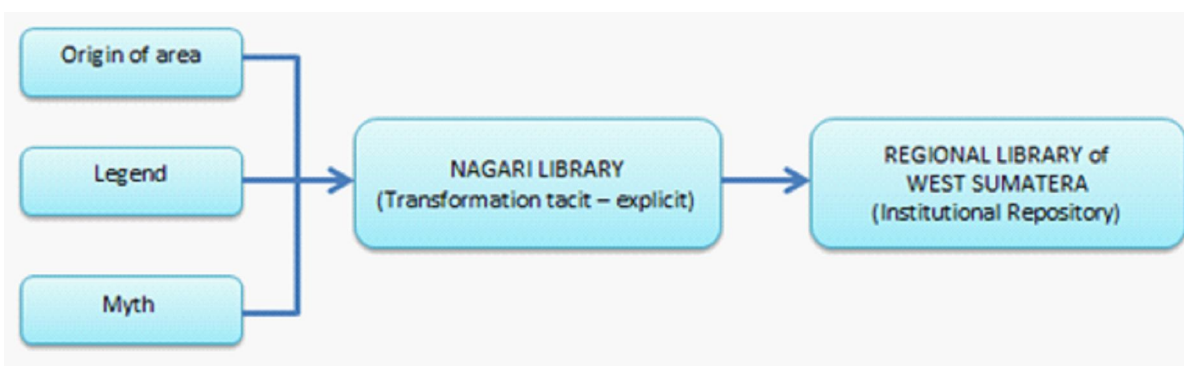 Origin of area
Legend
Myth
NAGARI LIBRARY
(Transformation tacit – explicit)
REGIONAL LIBRARY of
WEST SUMATERA
(Institutional Repository)